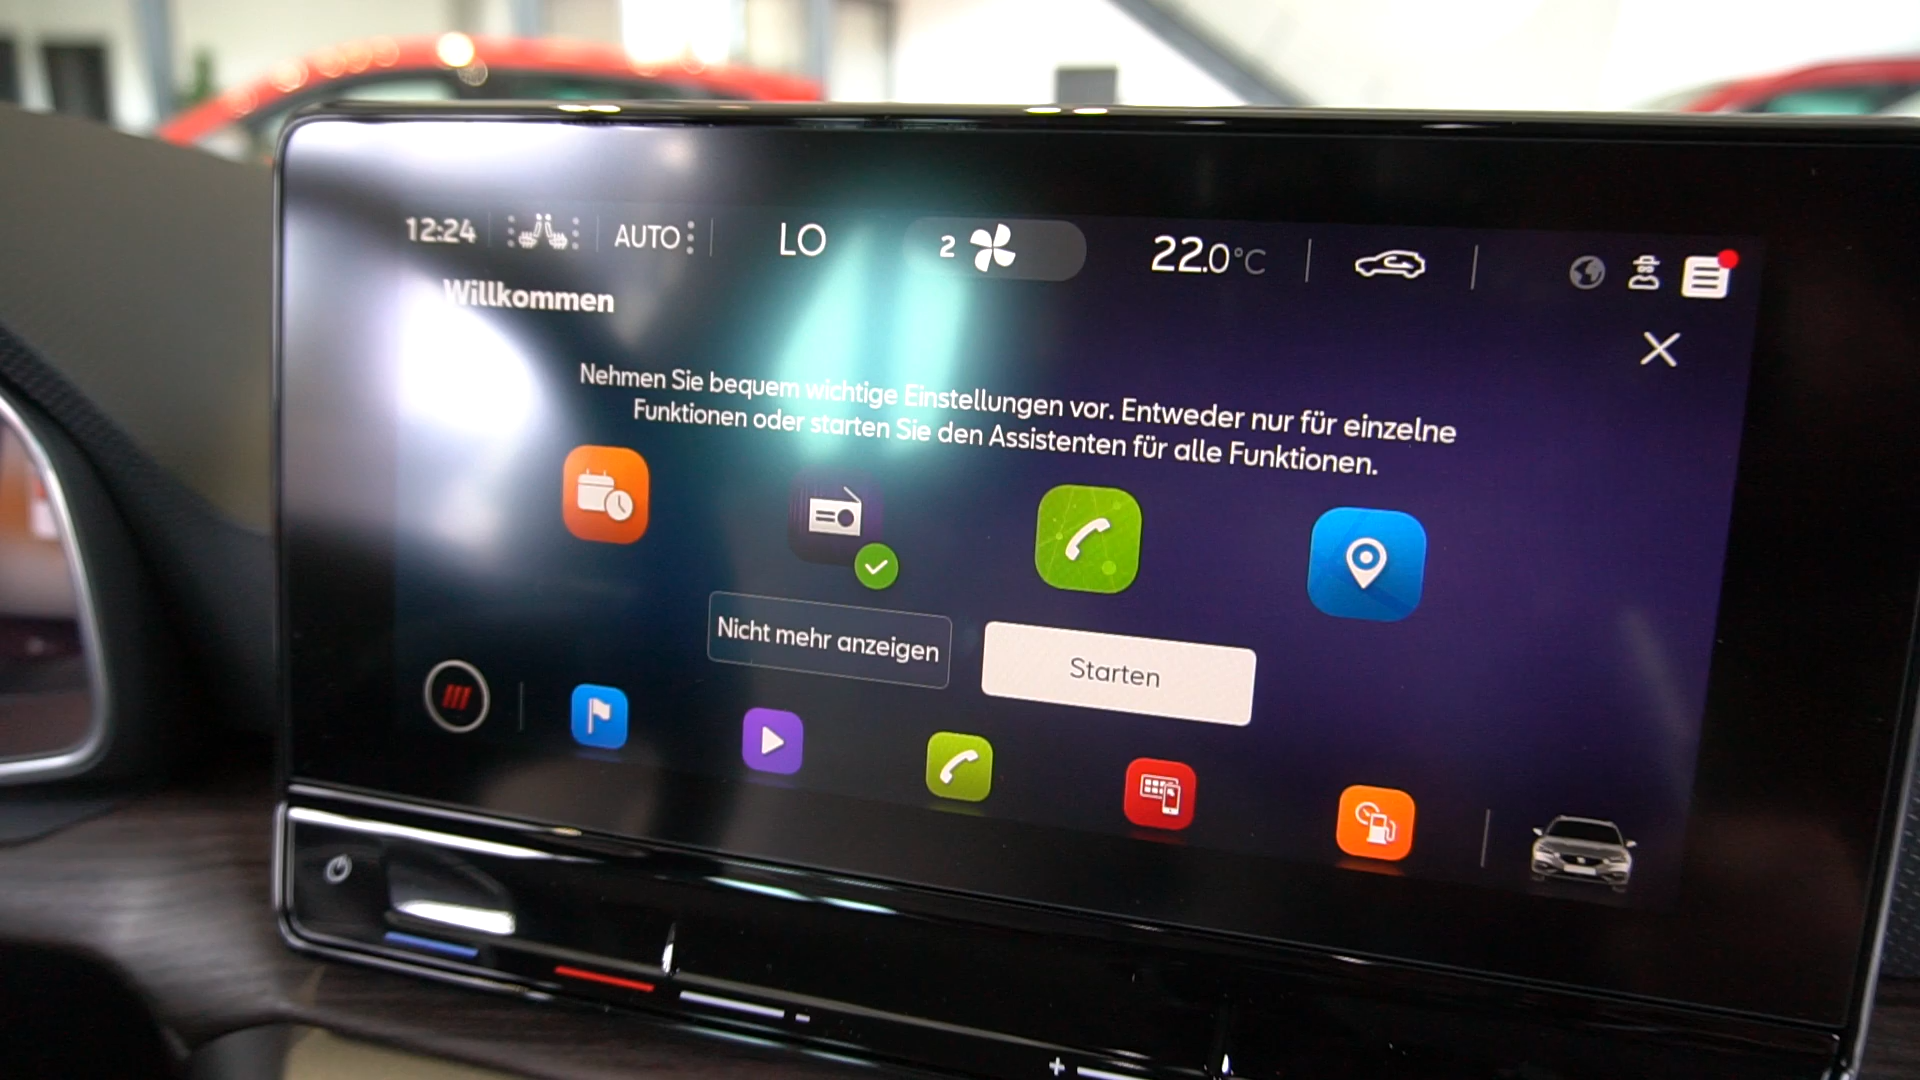 12:24
AUTO
LO
2
22.0°C
Willkommen
Nehmen Sie bequem wichtige Einstellungen vor. Entweder nur für einzelne
Funktionen oder starten Sie den Assistenten für alle Funktionen.
Nicht mehr anzeigen
Starten